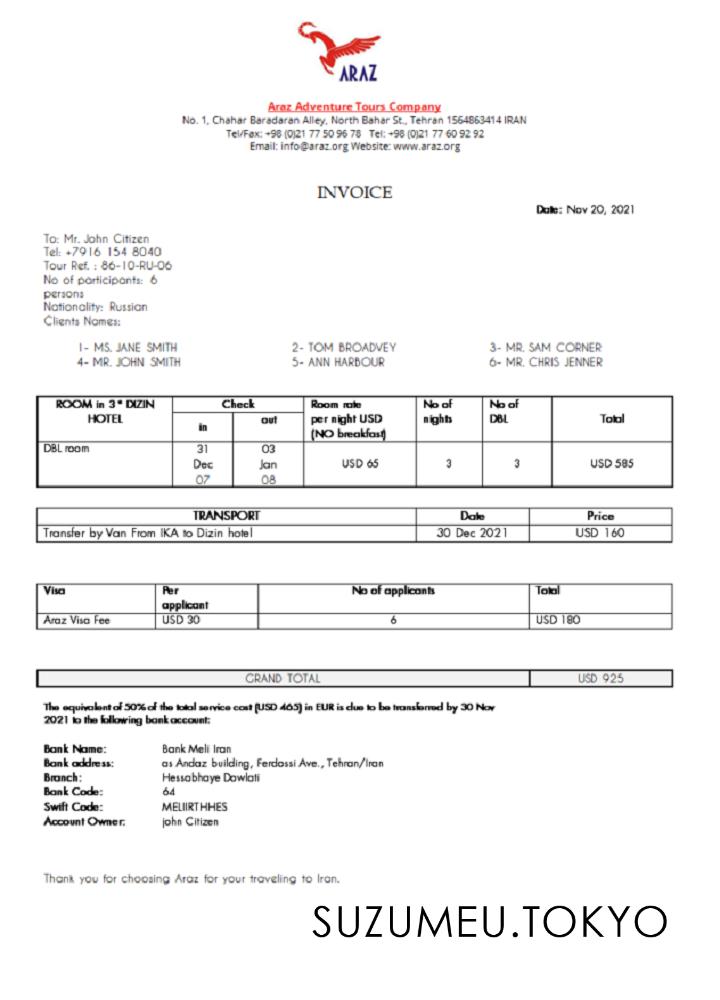 ARAZ
Araz Adventure Tours Company
No. 1, Chahar Baradaran Alley, North Bahar St., Tehran 1564863414 IRAN
Tel/Fax: +98 (0)21 77 50 96 78 Tel: +98 (0)21 77 60 92 92
Email: info@araz.org Website: www.araz.org
INVOICE
Date: Nov 20, 2021
To: Mr. John Citizen
Tel: +7916 154 8040
Tour Ref. : 86-10-RU-06
No of participants: 6
persons
Nationality: Russian
Clients Names:
1- MS. JANE SMITH 2- TOM BROADVEY 3- MR. SAM CORNER
4- MR. JOHN SMITH 5- ANN HARBOUR 6- MR. CHRIS JENNER
ROOM in 3* DIZIN HOTEL Check in out Room rate per night USD (NO breakfast) No of nights No of DBL Total
DBL room 31 Dec 07 03 Jan 08 USD 65 3 3 USD 585
TRANSPORT Date Price
Transfer by Van From IKA to Dizin hotel 30 Dec 2021 USD 160
Visa Per applicant No of applicants Total
Araz Visa Fee USD 30 6 USD 180
GRAND TOTAL USD 925
The equivalent of 50% of the total service cost (USD 465) in EUR is due to be transferred by 30 Nov
2021 to the following bank account:
Bank Name: Bank Meli Iran
Bank address: as Andaz building, Ferdossi Ave., Tehran/Iran
Branch: Hessabhaye Dowlati
Bank Code: 64
Swift Code: MELIIRTHHES
Account Owner: john Citizen
Thank you for choosing Araz for your traveling to Iran.
SUZUMEU.TOKYO